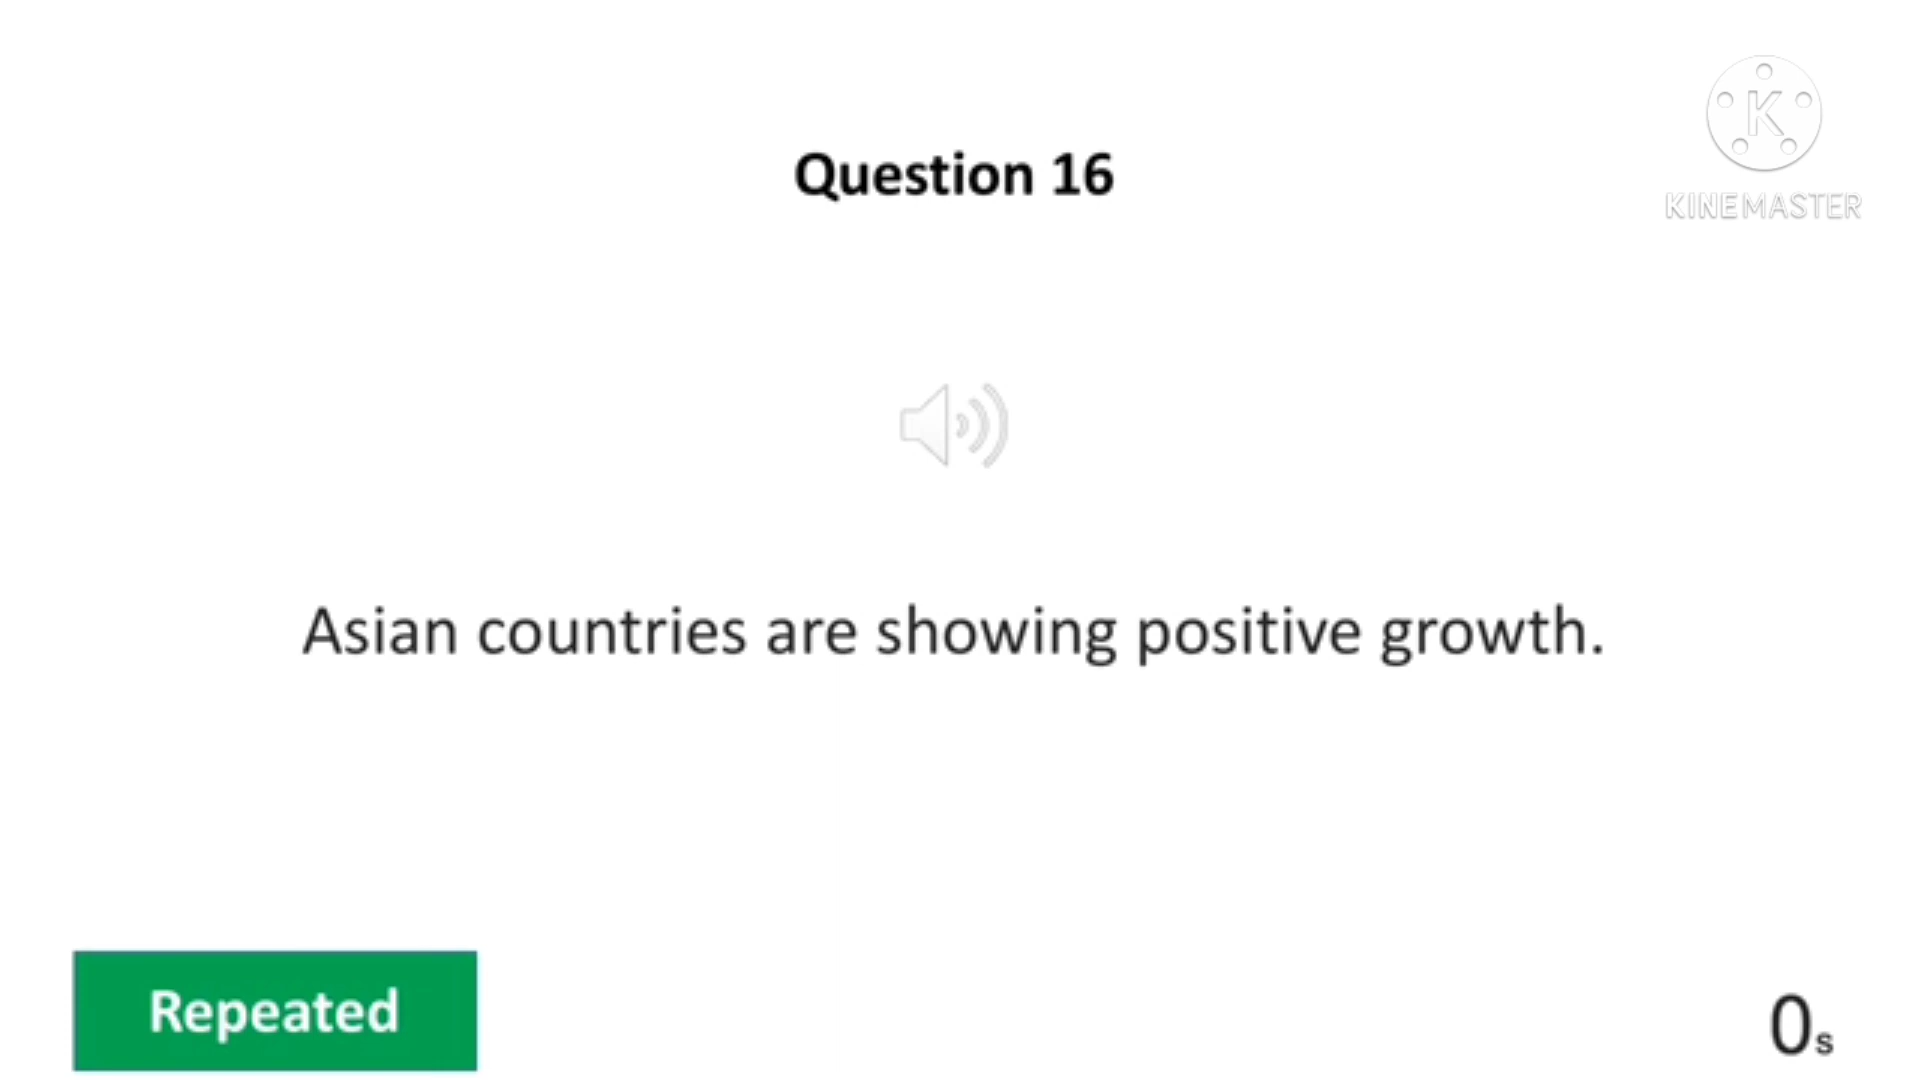 Question 16
K
KINEMASTER
Asian countries are showing positive growth.
Repeated
0s